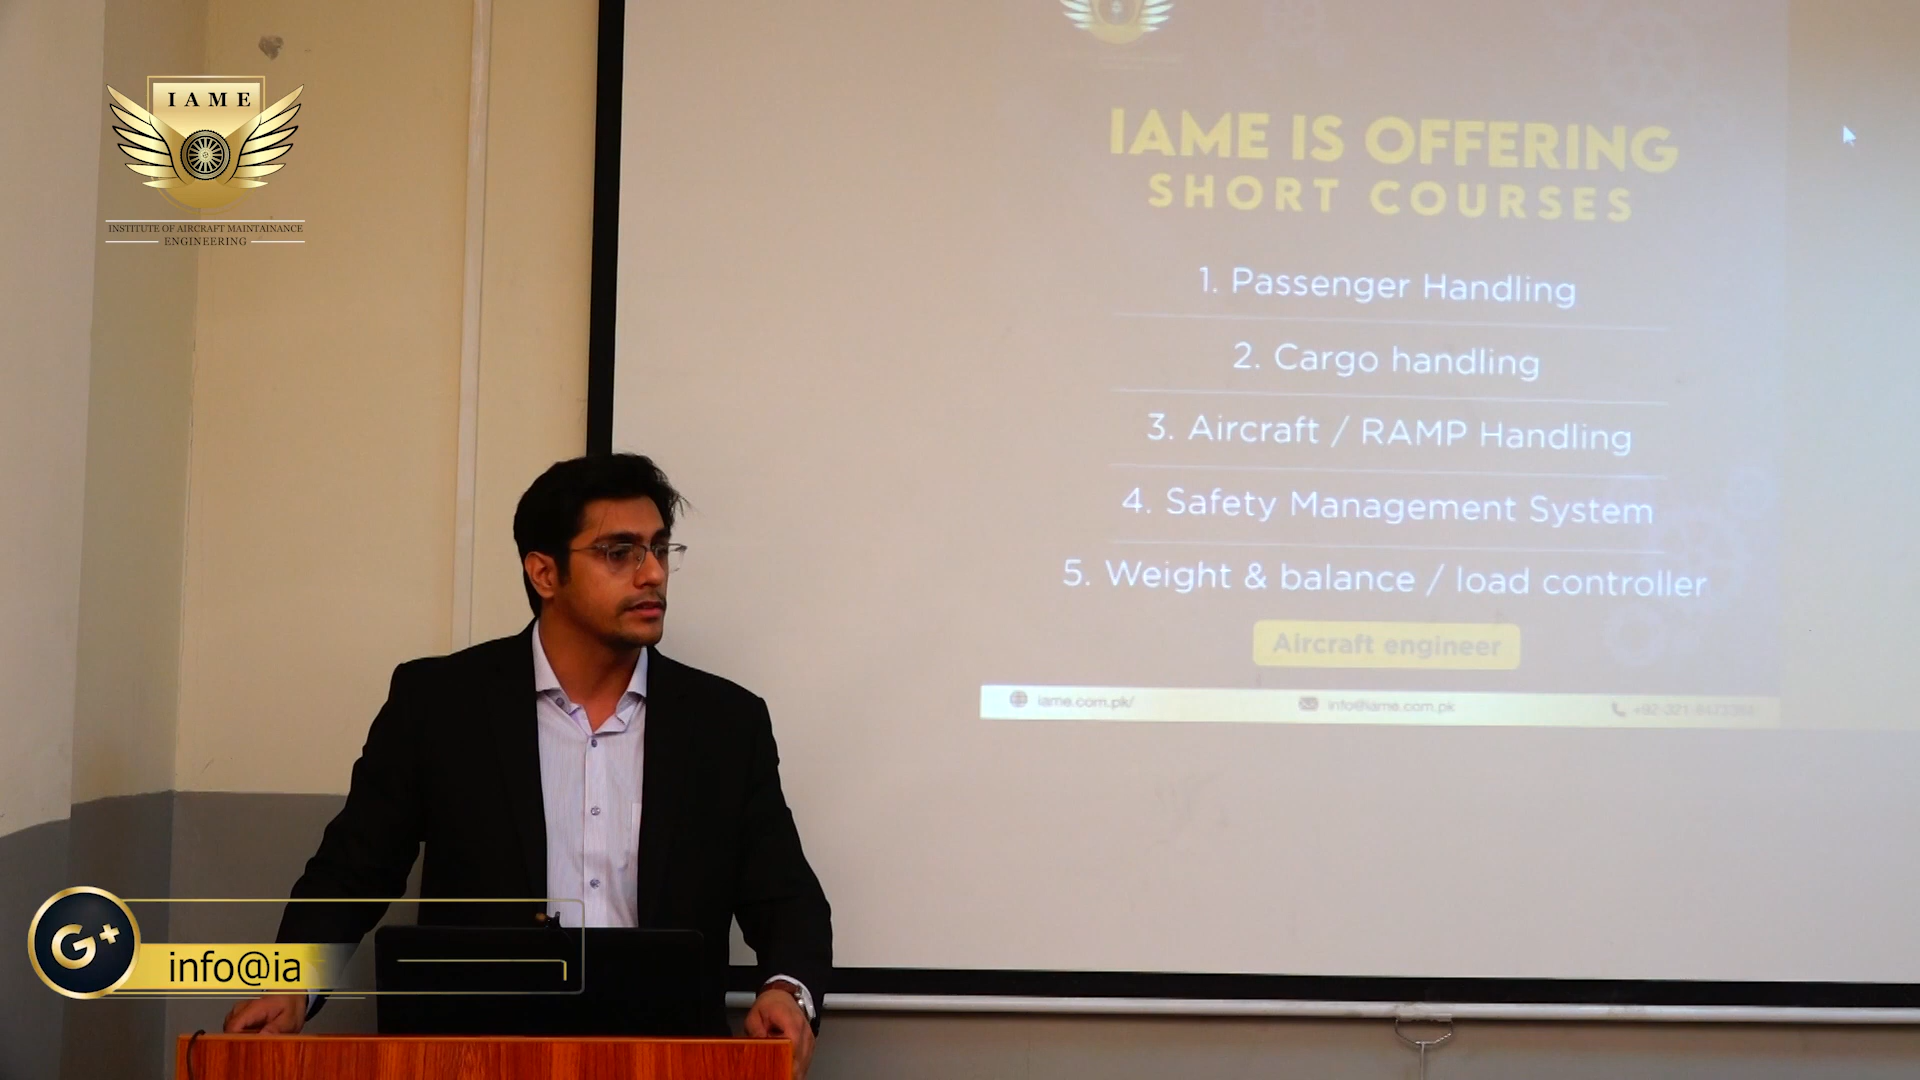 IAME
INSTITUTE OF AIRCRAFT MAINTAINANCE
ENGINEERING
IAME IS OFFERING
SHORT COURSES
1. Passenger Handling
2. Cargo handling
3. Aircraft / RAMP Handling
4. Safety Management System
5. Weight & balance / load controller
Aircraft engineer
iame.com.pk/
info@iame.com.pk
+92-321-
G+
info@ia